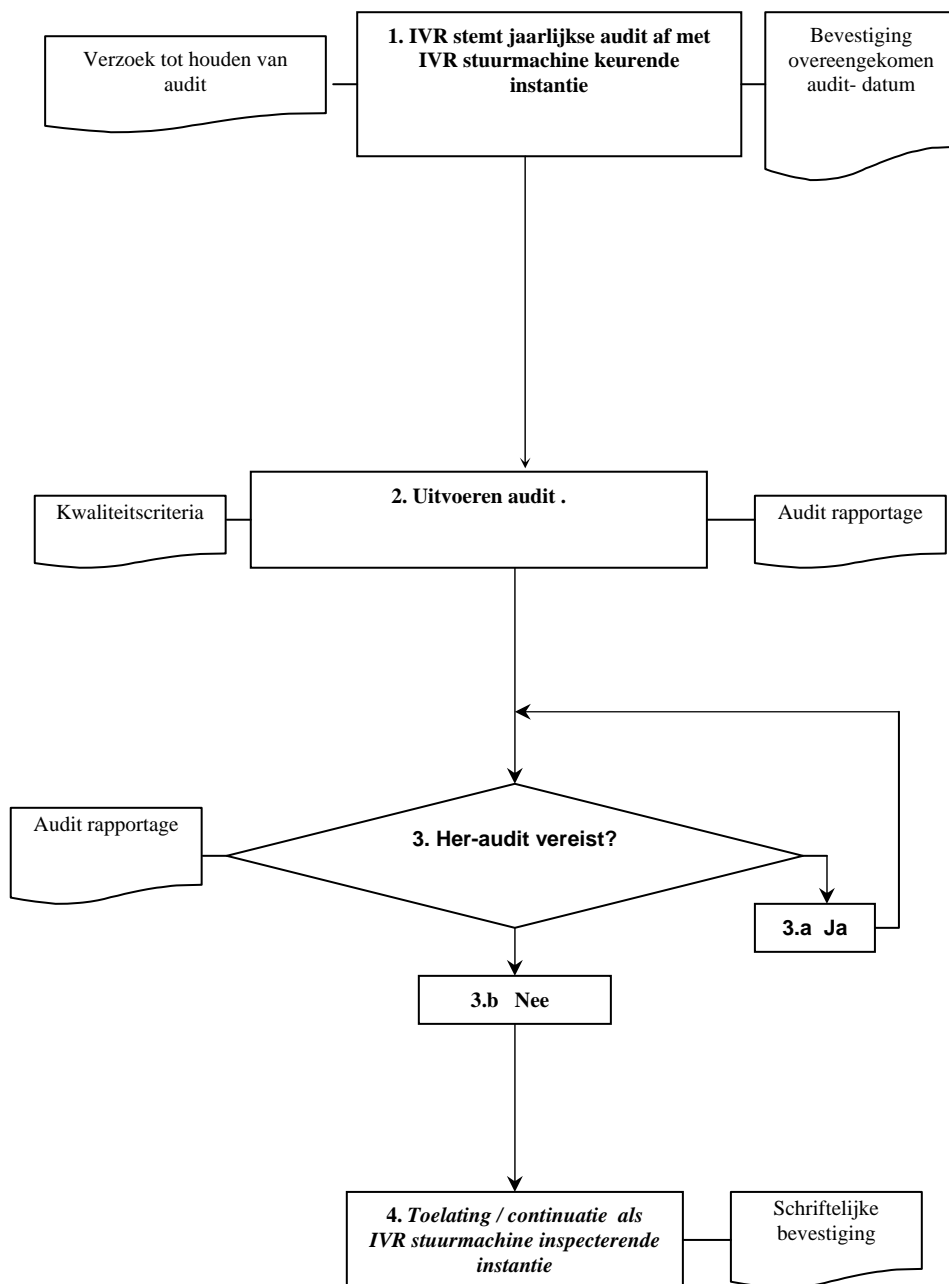 Verzoek tot houden van
audit
1. IVR stemt jaarlijkse audit af met
IVR stuurmachine keurende
instantie
Bevestiging
overeengekomen
audit- datum
Kwaliteitscriteria
2. Uitvoeren audit .
Audit rapportage
Audit rapportage
3. Her-audit vereist?
3.a Ja
3.b Nee
4. Toelating / continuatie als
IVR stuurmachine inspecterende
instantie
Schriftelijke
bevestiging